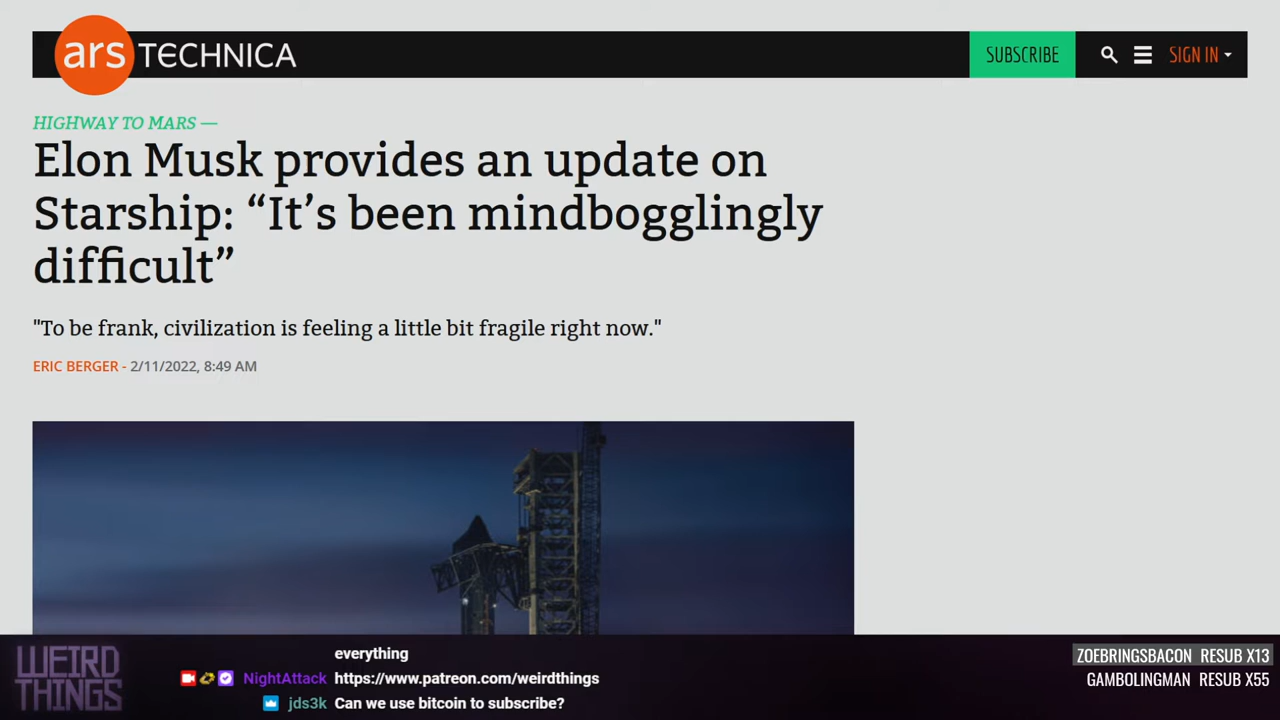 ars TECHNICA
SUBSCRIBE
SIGN IN
HIGHWAY TO MARS —
Elon Musk provides an update on
Starship: “It’s been mindbogglingly
difficult”
"To be frank, civilization is feeling a little bit fragile right now."
ERIC BERGER - 2/11/2022, 8:49 AM
WEIRD
THINGS
everything
NightAttack https://www.patreon.com/weirdthings
jds3k Can we use bitcoin to subscribe?
ZOEBRINGSBACON RESUB X13
GAMBOLINGMAN RESUB X55